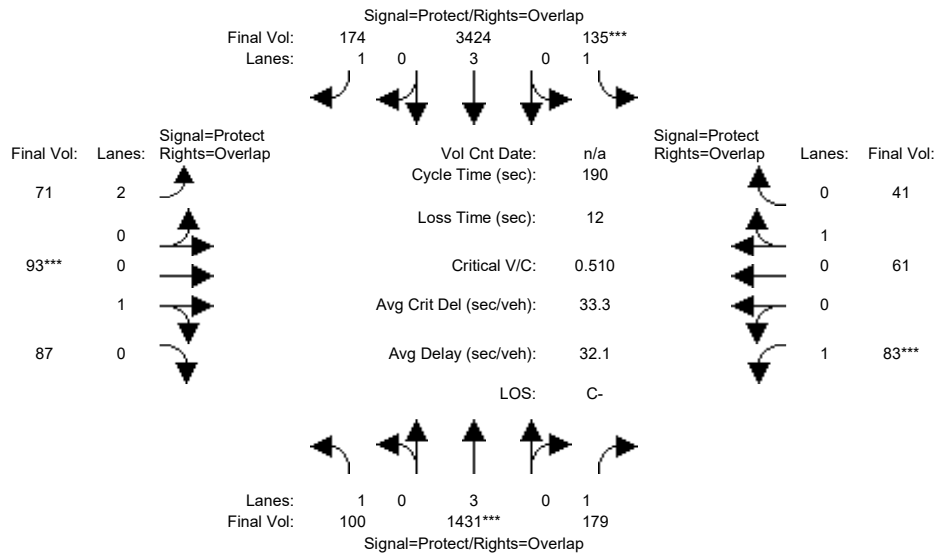 Signal=Protect/Rights=Overlap
Final Vol: 174 3424 135***
Lanes: 1 0 3 0 1
Signal=Protect
Final Vol: Lanes: Rights=Overlap
Vol Cnt Date: n/a
Signal=Protect
Rights=Overlap Lanes: Final Vol:
Cycle Time (sec): 190
71 2
0 41
Loss Time (sec): 12
0
1
93*** 0
Critical V/C: 0.510
0 61
1
Avg Crit Del (sec/veh): 33.3
0
87 0
Avg Delay (sec/veh): 32.1
1 83***
LOS: C-
Lanes: 1 0 3 0 1
Final Vol: 100 1431*** 179
Signal=Protect/Rights=Overlap